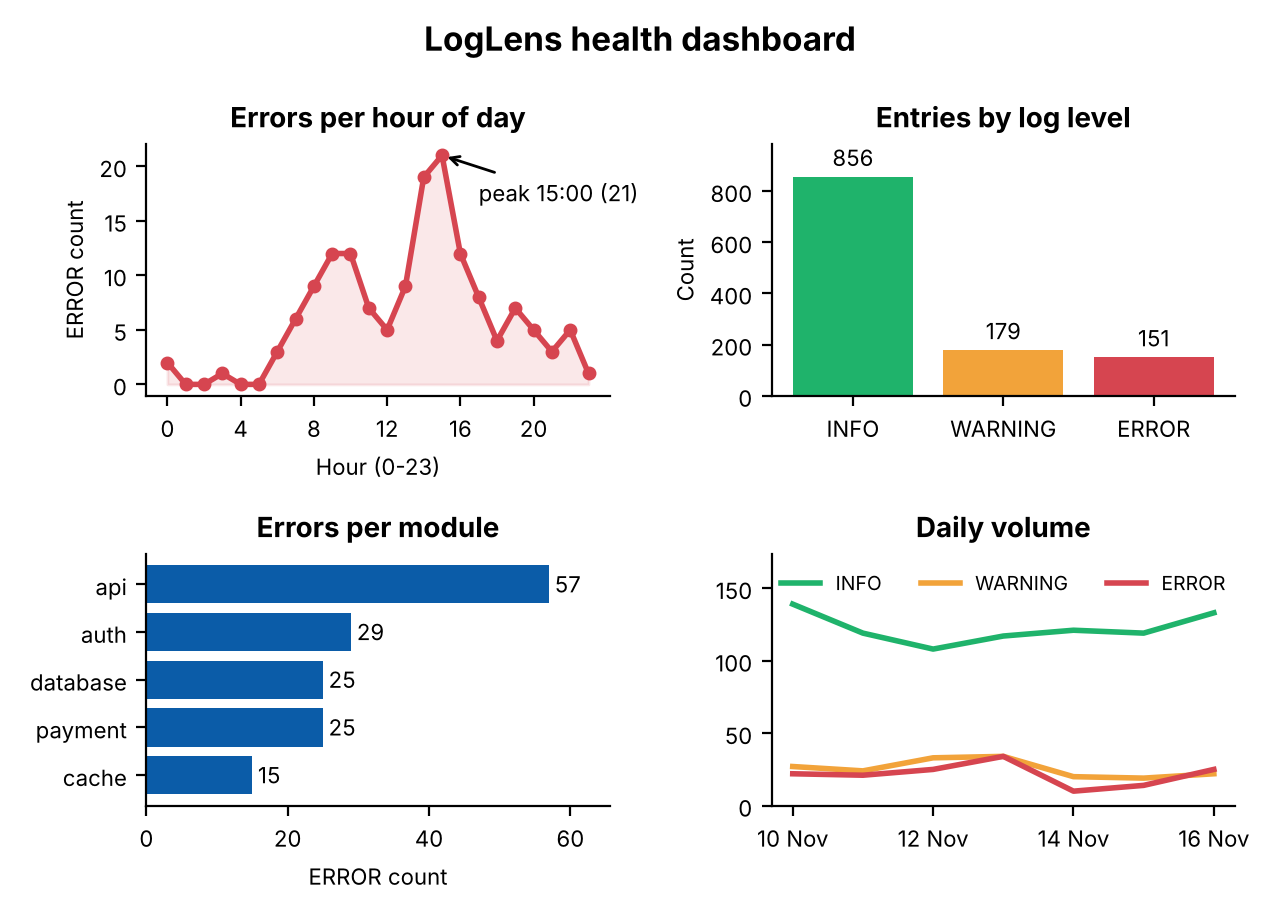 LogLens health dashboard
Errors per hour of day
ERROR count
20
15
10
5
0
peak 15:00 (21)
0 4 8 12 16 20
Hour (0-23)
Entries by log level
Count
800
600
400
200
0
856
179
151
INFO WARNING ERROR
Errors per module
api 57
auth 29
database 25
payment 25
cache 15
0 20 40 60
ERROR count
Daily volume
INFO WARNING ERROR
150
100
50
0
10 Nov 12 Nov 14 Nov 16 Nov